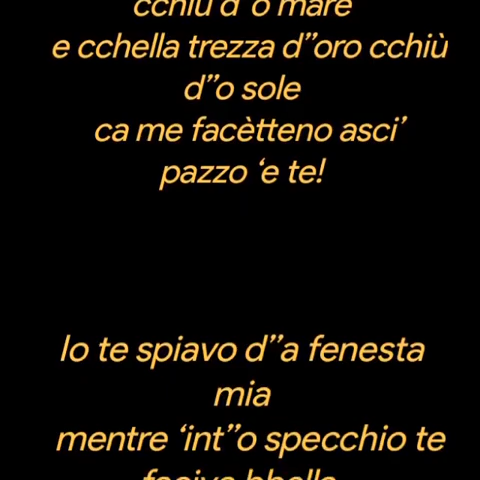 cchiù d''o mare
e cchella trezza d''oro cchiù
d''o sole
ca me facètteno asci'
pazzo 'e te!
Io te spiavo d''a fenesta
mia
mentre 'int''o specchio te
facive bbella